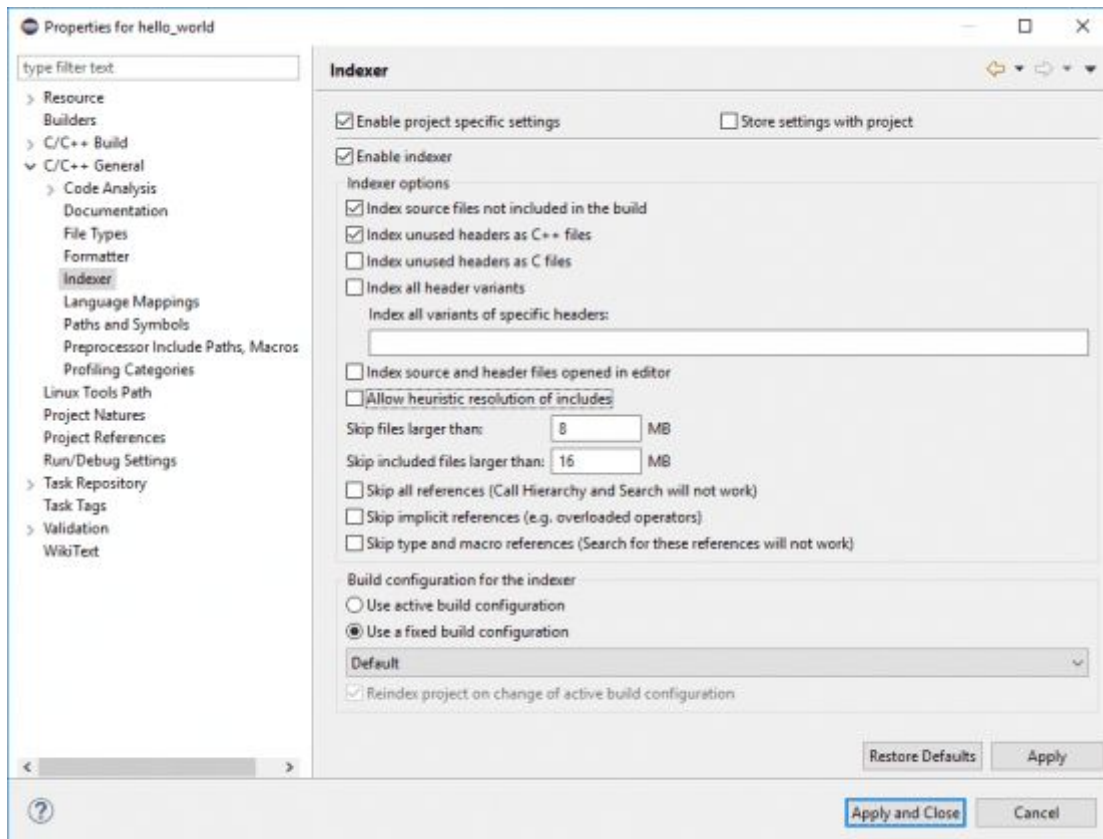 Properties for hello_world
type filter text
Resource
Builders
C/C++ Build
C/C++ General
Code Analysis
Documentation
File Types
Formatter
Indexer
Language Mappings
Paths and Symbols
Preprocessor Include Paths, Macros
Profiling Categories
Linux Tools Path
Project Natures
Project References
Run/Debug Settings
Task Repository
Task Tags
Validation
WikiText
Indexer
Enable project specific settings
Store settings with project
Enable indexer
Indexer options
Index source files not included in the build
Index unused headers as C++ files
Index unused headers as C files
Index all header variants
Index all variants of specific headers:
Index source and header files opened in editor
Allow heuristic resolution of includes
Skip files larger than: 8 MB
Skip included files larger than: 16 MB
Skip all references (Call Hierarchy and Search will not work)
Skip implicit references (e.g. overloaded operators)
Skip type and macro references (Search for these references will not work)
Build configuration for the indexer
Use active build configuration
Use a fixed build configuration
Default
Reindex project on change of active build configuration
Restore Defaults
Apply
?
Apply and Close
Cancel